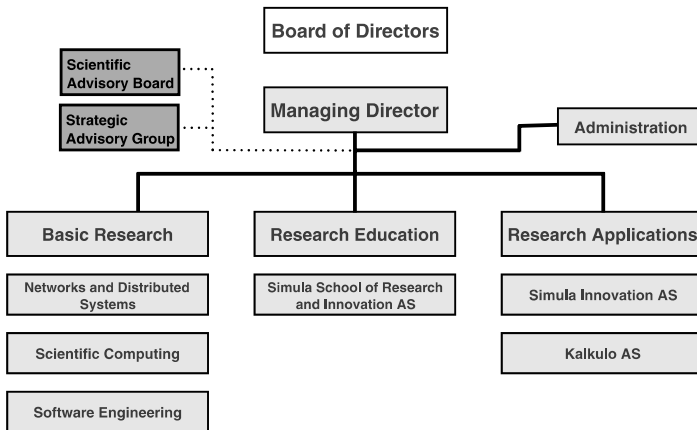 Board of Directors
Scientific
Advisory Board
Managing Director
Strategic
Advisory Group
Administration
Basic Research
Research Education
Research Applications
Networks and Distributed
Systems
Simula School of Research
and Innovation AS
Simula Innovation AS
Scientific Computing
Kalkulo AS
Software Engineering